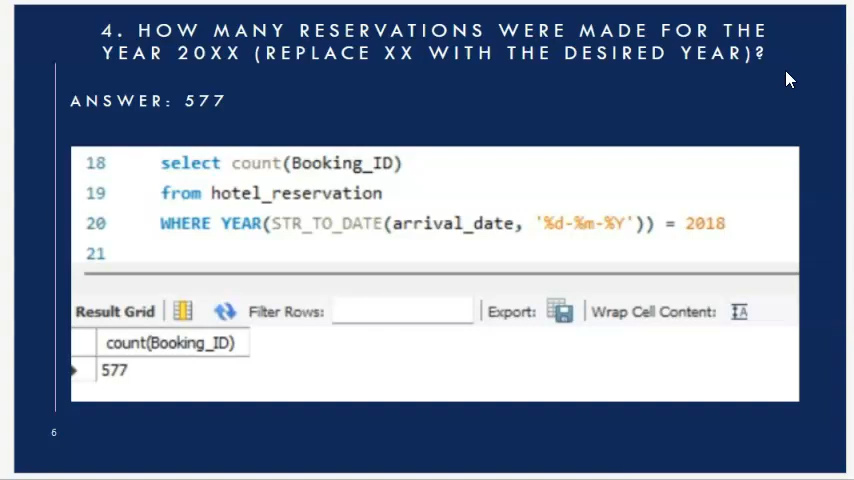 4. HOW MANY RESERVATIONS WERE MADE FOR THE
YEAR 20XX (REPLACE XX WITH THE DESIRED YEAR)?
ANSWER: 577
18 select count(Booking_ID)
19 from hotel_reservation
20 WHERE YEAR(STR_TO_DATE(arrival_date, '%d-%m-%Y')) = 2018
21
Result Grid Filter Rows: Export: Wrap Cell Content: IA
count(Booking_ID)
577
6